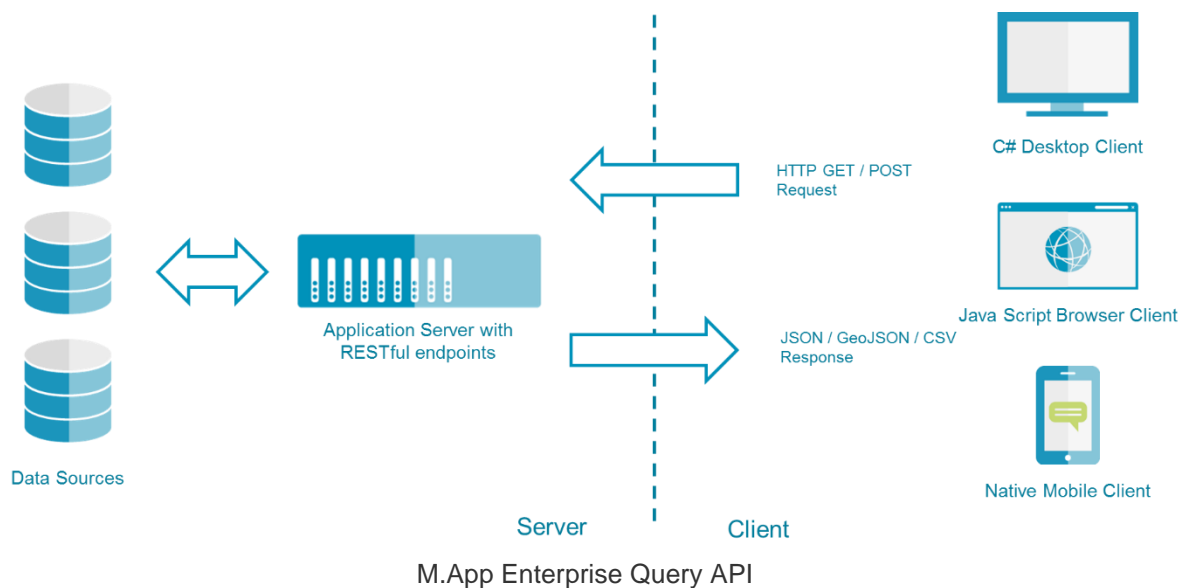 C# Desktop Client
HTTP GET / POST
Request
Application Server with
RESTful endpoints
Java Script Browser Client
JSON / GeoJSON / CSV
Response
Data Sources
Native Mobile Client
Server
Client
M.App Enterprise Query API